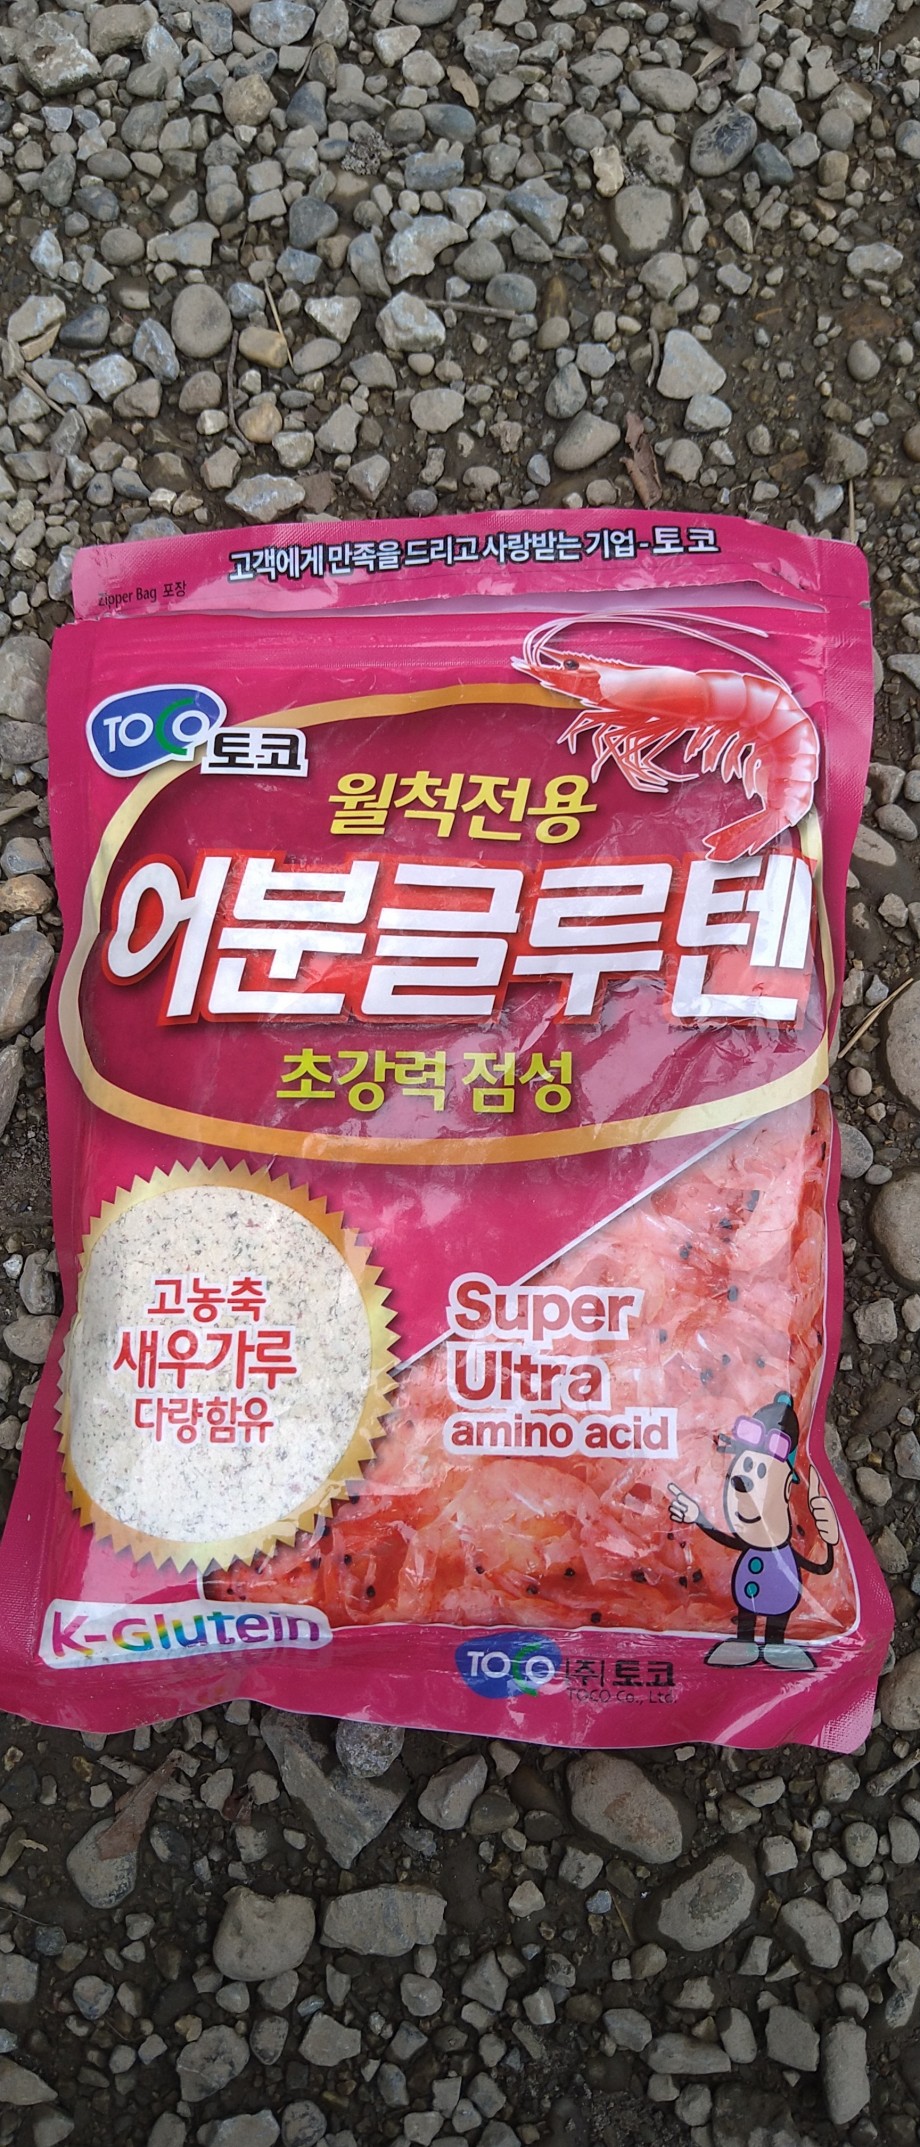 고객에게 만족을 드리고 사랑받는 기업-토코
Zipper Bag 포장
TOCO 토코
월척전용
어분글루텐
초강력 점성
고농축
새우가루
다량함유
Super
Ultra
amino acid
K-Glutein
TOCO (주)토코
TOCO Co., Ltd.